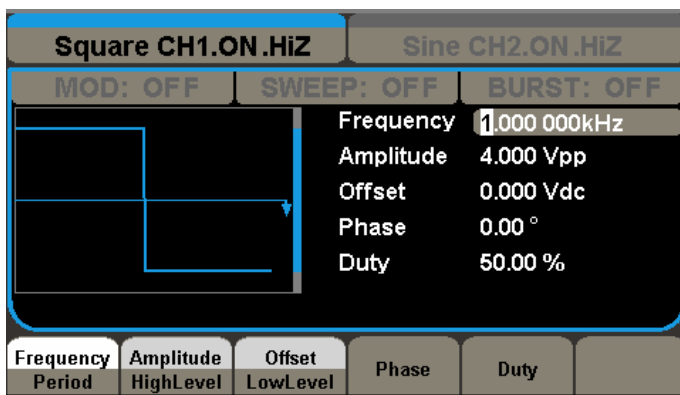 Square CH1.ON.HiZ
Sine CH2.ON.HiZ
MOD: OFF
SWEEP: OFF
BURST: OFF
Frequency 1.000 000kHz
Amplitude 4.000 Vpp
Offset 0.000 Vdc
Phase 0.00 °
Duty 50.00 %
Frequency
Period
Amplitude
HighLevel
Offset
LowLevel
Phase
Duty